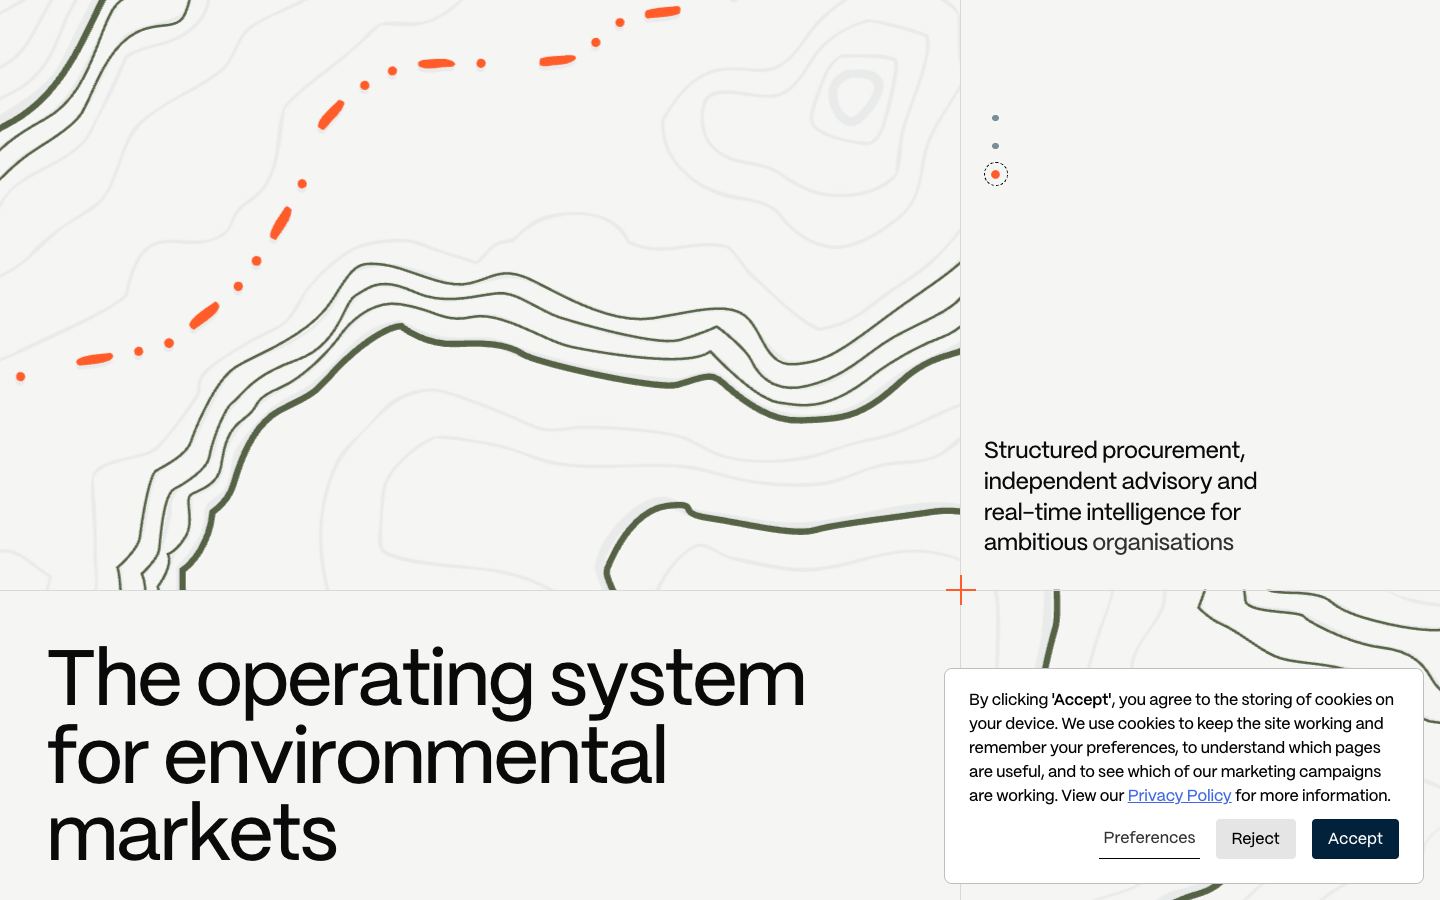 Structured procurement,
independent advisory and
real-time intelligence for
ambitious organisations
The operating system
for environmental
markets
By clicking 'Accept', you agree to the storing of cookies on
your device. We use cookies to keep the site working and
remember your preferences, to understand which pages
are useful, and to see which of our marketing campaigns
are working. View our Privacy Policy for more information.
Preferences Reject Accept